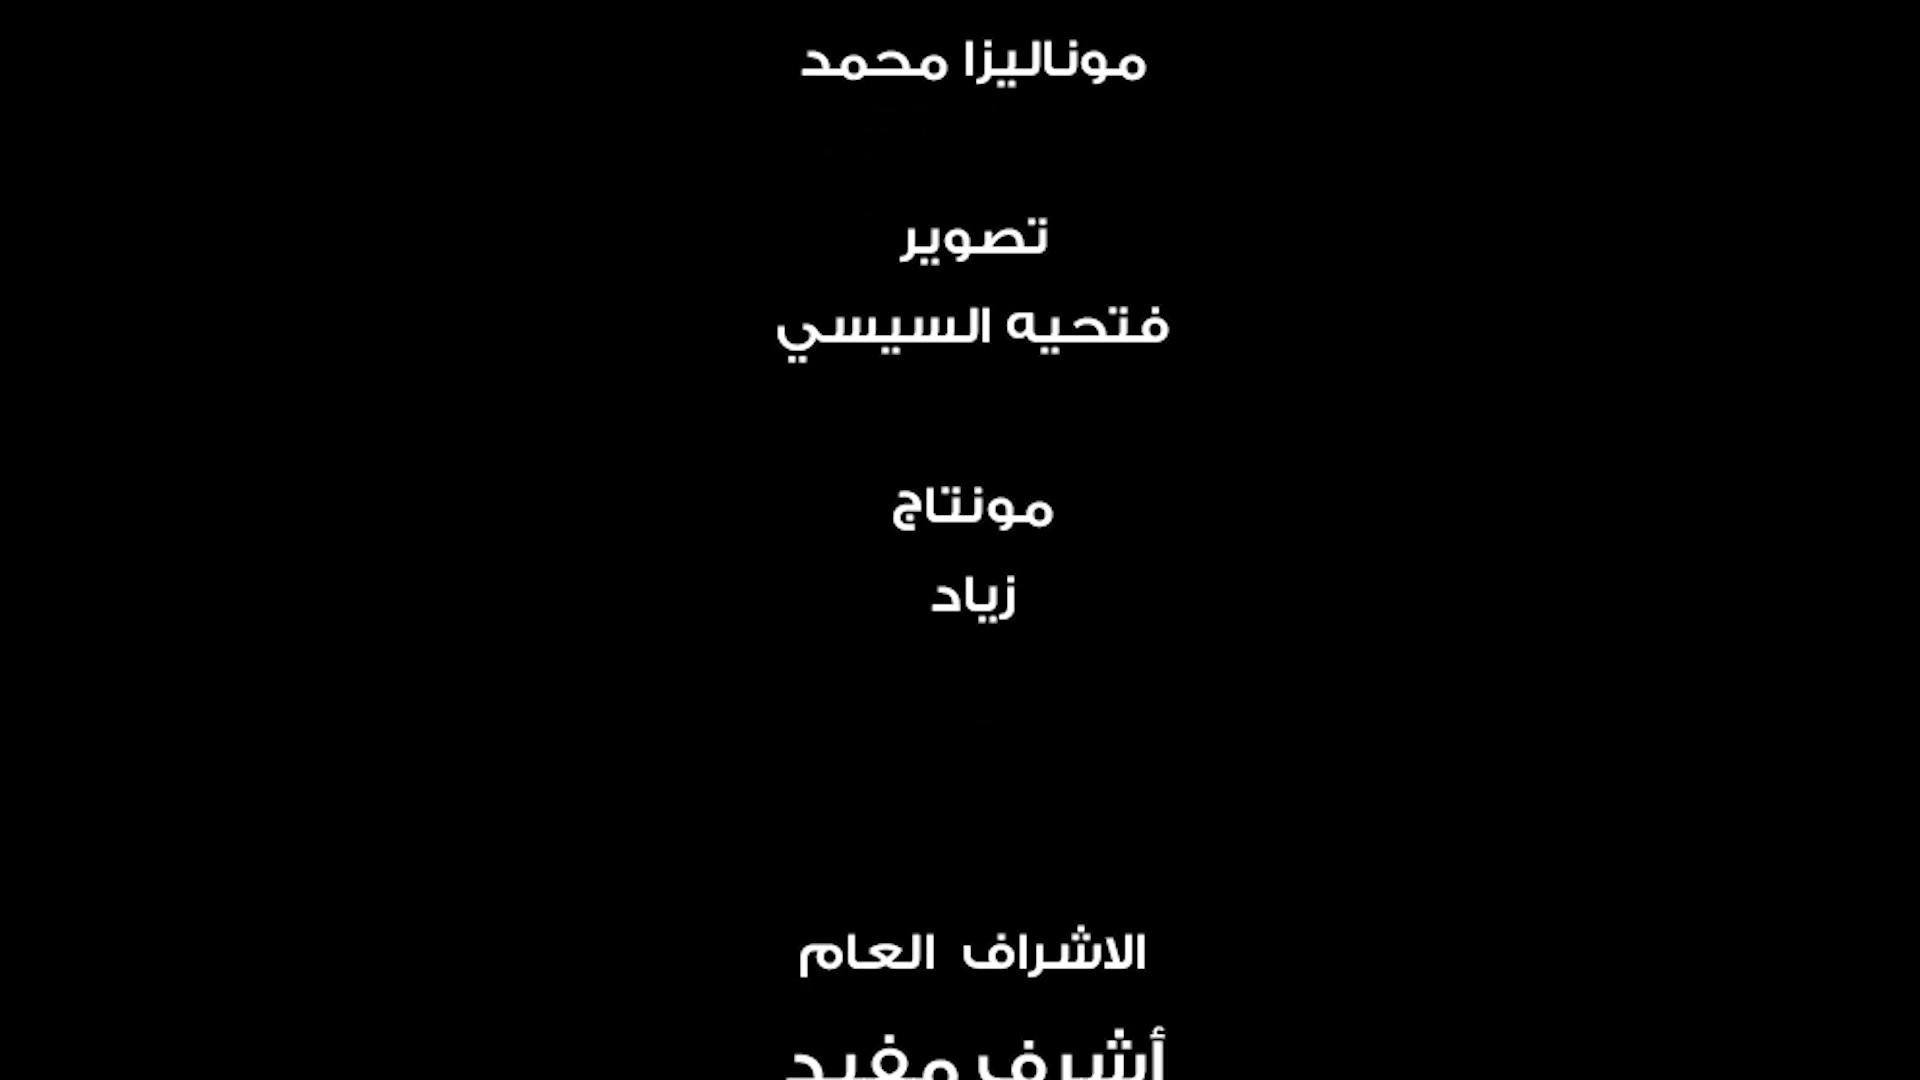 موناليزا محمد
تصوير
فتحيه السيسي
مونتاج
زياد
الاشراف العام
أشرف مفيد